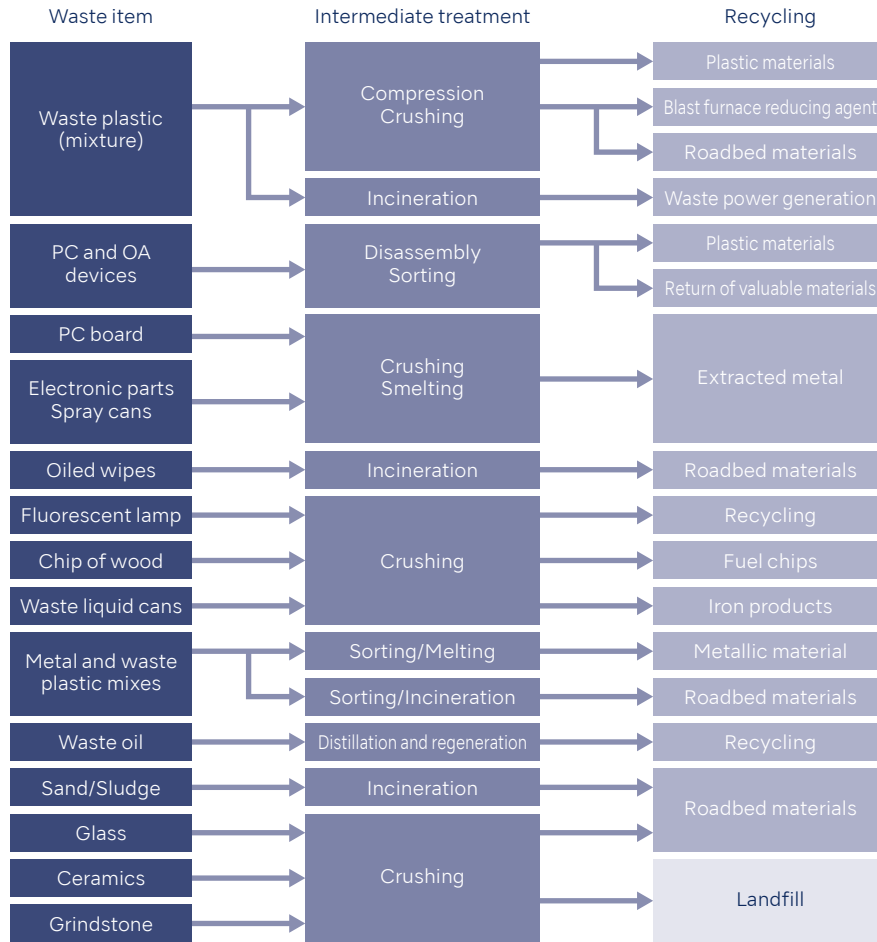 Waste item
Intermediate treatment
Recycling
Waste plastic
(mixture)
Compression
Crushing
Plastic materials
Blast furnace reducing agent
Roadbed materials
Incineration
Waste power generation
PC and OA
devices
Disassembly
Sorting
Plastic materials
Return of valuable materials
PC board
Electronic parts
Spray cans
Crushing
Smelting
Extracted metal
Oiled wipes
Incineration
Roadbed materials
Fluorescent lamp
Chip of wood
Waste liquid cans
Crushing
Recycling
Fuel chips
Iron products
Metal and waste
plastic mixes
Sorting/Melting
Metallic material
Sorting/Incineration
Roadbed materials
Waste oil
Distillation and regeneration
Recycling
Sand/Sludge
Incineration
Roadbed materials
Glass
Ceramics
Grindstone
Crushing
Landfill